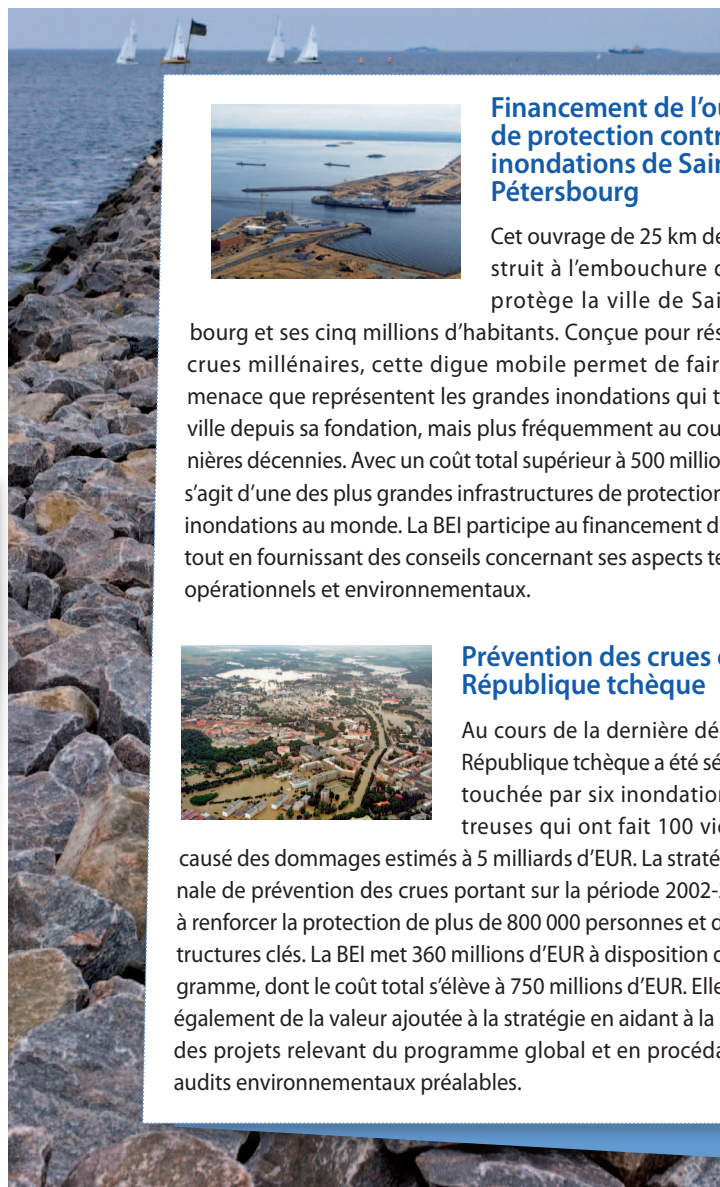 Financement de l’ou
de protection contr
inondations de Sain
Pétersbourg
Cet ouvrage de 25 km de
struit à l’embouchure d
protège la ville de Sai
bourg et ses cinq millions d’habitants. Conçue pour rés
crues millénaires, cette digue mobile permet de fair
menace que représentent les grandes inondations qui t
ville depuis sa fondation, mais plus fréquemment au cou
nières décennies. Avec un coût total supérieur à 500 millio
s’agit d’une des plus grandes infrastructures de protection
inondations au monde. La BEI participe au financement d
tout en fournissant des conseils concernant ses aspects te
opérationnels et environnementaux.
Prévention des crues e
République tchèque
Au cours de la dernière dé
République tchèque a été sé
touchée par six inondation
treuses qui ont fait 100 vic
causé des dommages estimés à 5 milliards d’EUR. La straté
nale de prévention des crues portant sur la période 2002-
à renforcer la protection de plus de 800 000 personnes et d
tructures clés. La BEI met 360 millions d’EUR à disposition d
gramme, dont le coût total s’élève à 750 millions d’EUR. Elle
également de la valeur ajoutée à la stratégie en aidant à la
des projets relevant du programme global et en procéda
audits environnementaux préalables.